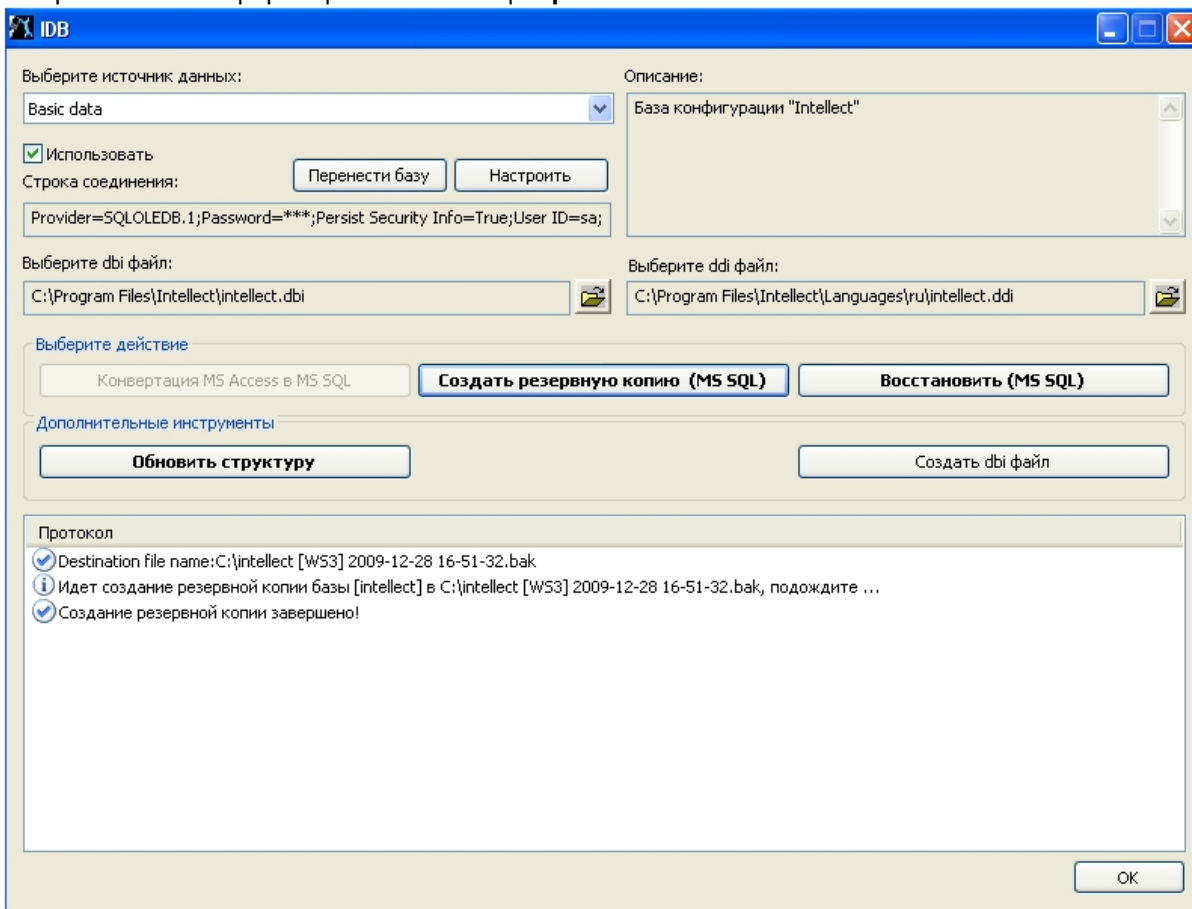 IDB
Выберите источник данных:
Описание:
Basic data
База конфигурации "Intellect"
Использовать
Строка соединения:
Перенести базу
Настроить
Provider=SQLOLEDB.1;Password=***;Persist Security Info=True;User ID=sa;
Выберите dbi файл:
Выберите ddi файл:
C:\Program Files\Intellect\intellect.dbi
C:\Program Files\Intellect\Languages\ru\intellect.ddi
Выберите действие
Конвертация MS Access в MS SQL
Создать резервную копию (MS SQL)
Восстановить (MS SQL)
Дополнительные инструменты
Обновить структуру
Создать dbi файл
Протокол
Destination file name:C:\intellect [WS3] 2009-12-28 16-51-32.bak
Идет создание резервной копии базы [intellect] в C:\intellect [WS3] 2009-12-28 16-51-32.bak, подождите ...
Создание резервной копии завершено!
OK